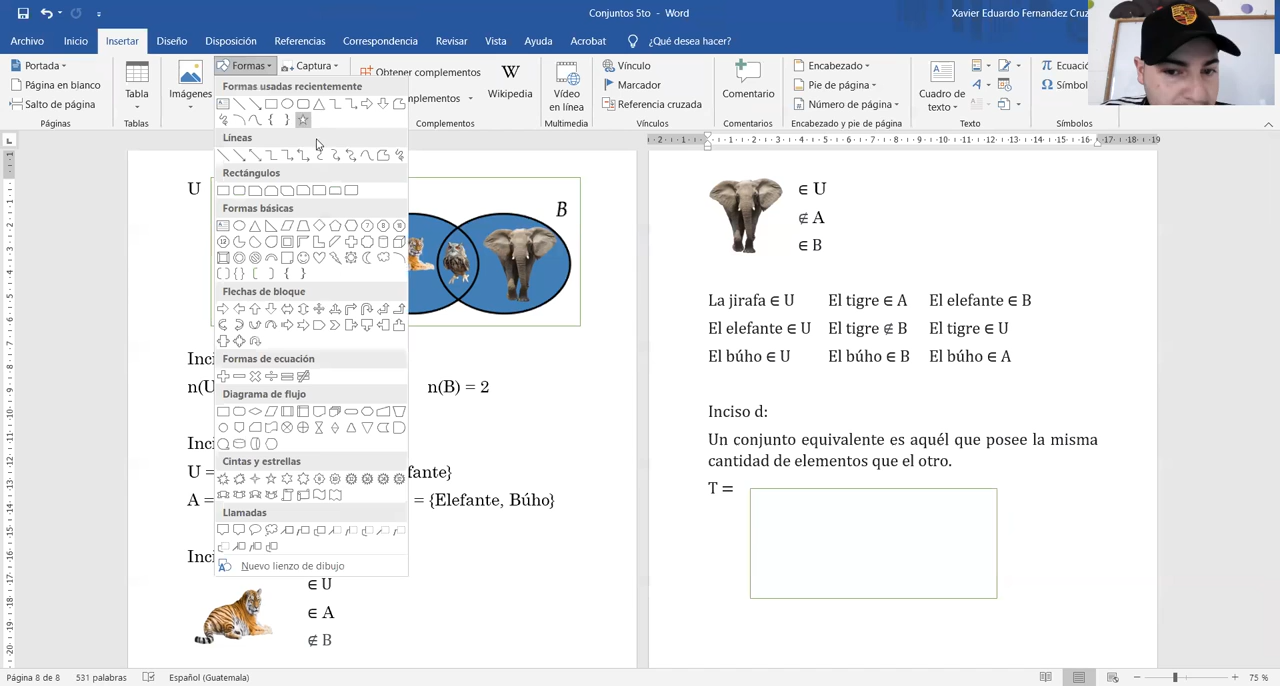 Conjuntos 5to - Word
Xavier Eduardo Fernandez Cruz
Archivo Inicio Insertar Diseño Disposición Referencias Correspondencia Revisar Vista Ayuda Acrobat ¿Qué desea hacer?
Portada
Página en blanco
Salto de página
Páginas
Tabla
Tablas
Imágenes
Formas
Captura
Obtener complementos
mplementos
Complementos
Wikipedia
Vídeo
en línea
Multimedia
Vínculo
Marcador
Referencia cruzada
Vínculos
Comentario
Comentarios
Encabezado
Pie de página
Número de página
Encabezado y pie de página
Cuadro de
texto
Texto
Ecuació
Símbolo
Símbolos
Formas usadas recientemente
Líneas
Rectángulos
Formas básicas
Flechas de bloque
Formas de ecuación
Diagrama de flujo
Cintas y estrellas
Llamadas
Nuevo lienzo de dibujo
U
B
Inci
n(U
n(B) = 2
Inci
U =
fante}
A =
= {Elefante, Búho}
Inci
∈ U
∈ A
∉ B
∈ U
∉ A
∈ B
La jirafa ∈ U El tigre ∈ A El elefante ∈ B
El elefante ∈ U El tigre ∉ B El tigre ∈ U
El búho ∈ U El búho ∈ B El búho ∈ A
Inciso d:
Un conjunto equivalente es aquél que posee la misma
cantidad de elementos que el otro.
T =
Página 8 de 8 531 palabras Español (Guatemala)
75 %